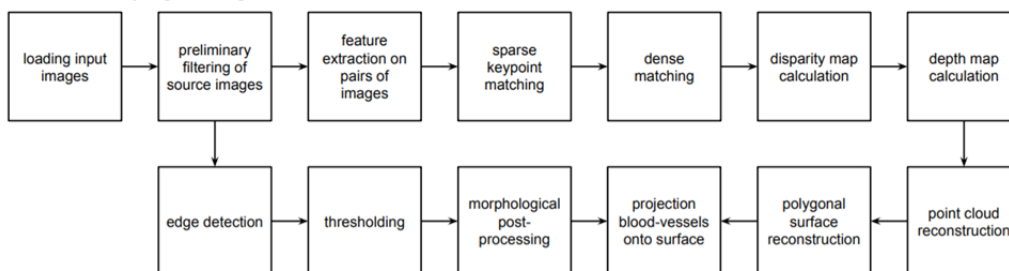 loading input
images
preliminary
filtering of
source images
feature
extraction on
pairs of
images
sparse
keypoint
matching
dense
matching
disparity map
calculation
depth map
calculation
edge detection
thresholding
morphological
post-
processing
projection
blood-vessels
onto surface
polygonal
surface
reconstruction
point cloud
reconstruction